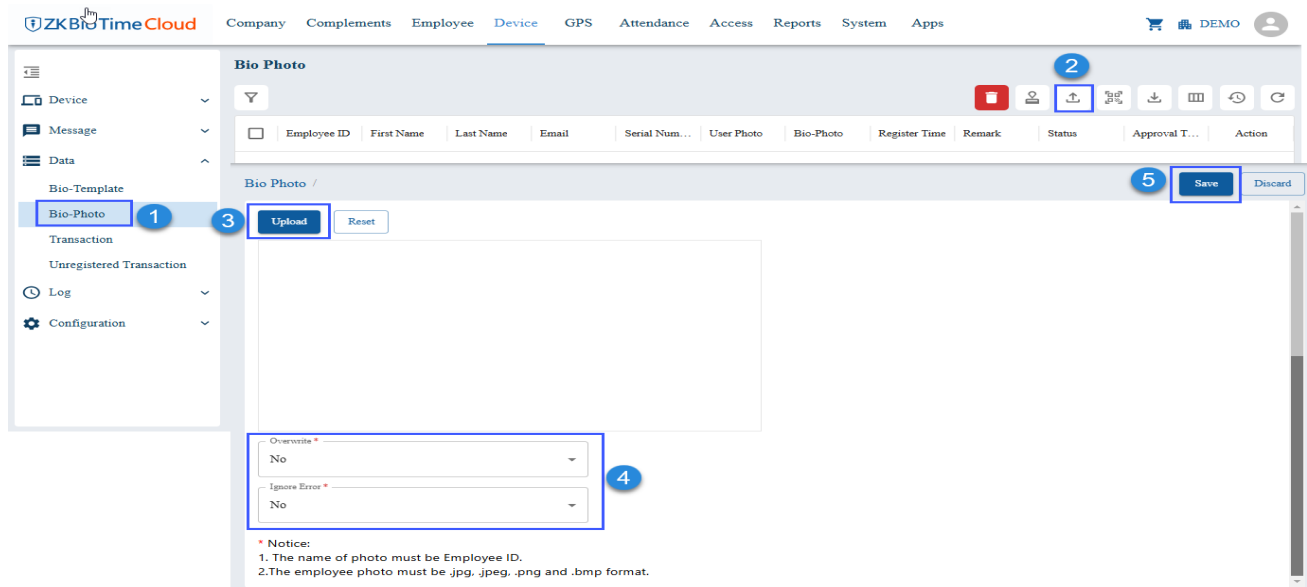 ZKBioTime Cloud
Company Complements Employee Device GPS Attendance Access Reports System Apps DEMO
Device
Message
Data
Bio-Template
Bio-Photo 1
Transaction
Unregistered Transaction
Log
Configuration
Bio Photo
2
Employee ID First Name Last Name Email Serial Num... User Photo Bio-Photo Register Time Remark Status Approval T... Action
Bio Photo / 5 Save Discard
3 Upload Reset
Overwrite *
No
4
Ignore Error *
No
* Notice:
1. The name of photo must be Employee ID.
2.The employee photo must be .jpg, .jpeg, .png and .bmp format.